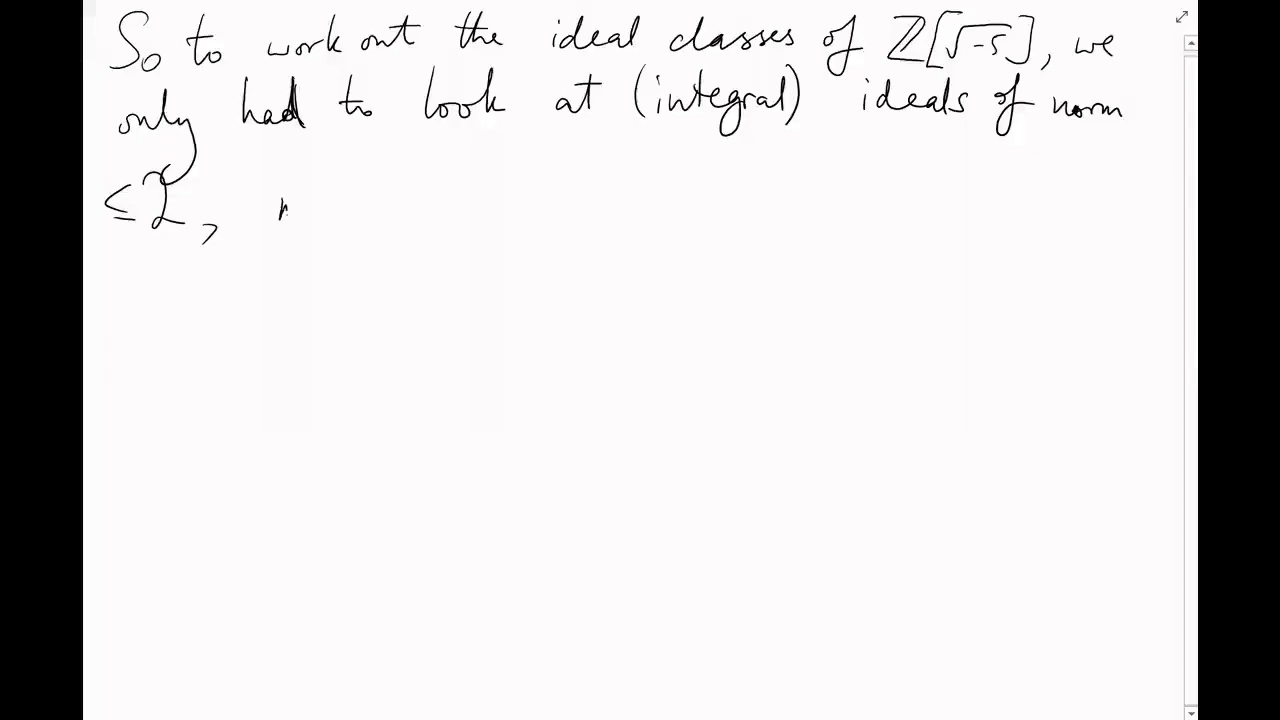 So to work out the ideal classes of ℤ[√-5], we
only had to look at (integral) ideals of norm
≤2,